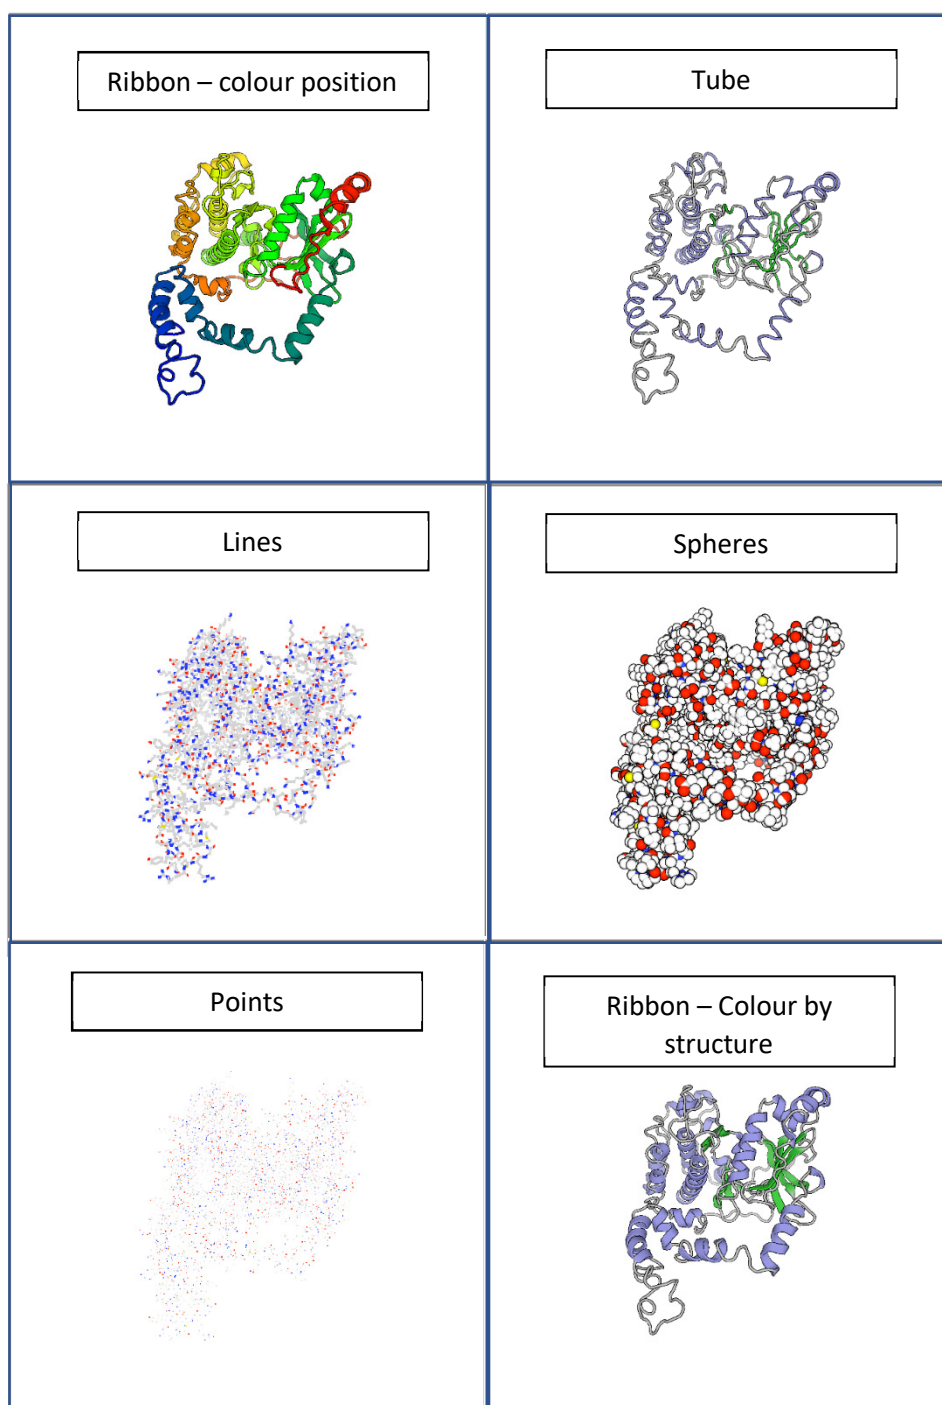 Ribbon – colour position
Tube
Lines
Spheres
Points
Ribbon – Colour by
structure